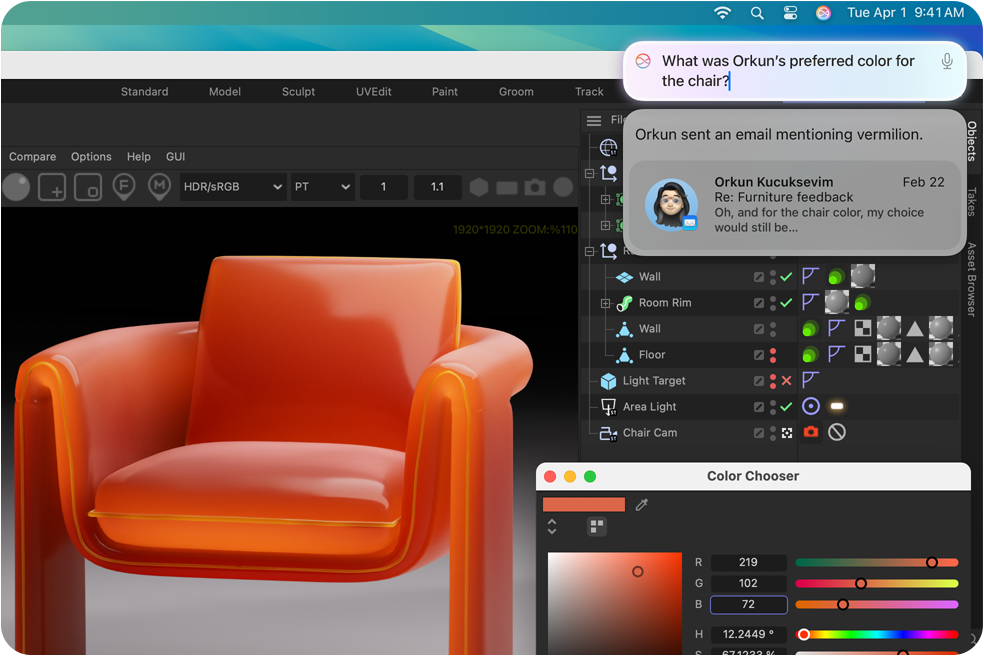 Tue Apr 1 9:41 AM
What was Orkun’s preferred color for
the chair?
Standard Model Sculpt UVEdit Paint Groom Track
File
Orkun sent an email mentioning vermilion.
Orkun Kucuksevim Feb 22
Re: Furniture feedback
Oh, and for the chair color, my choice
would still be...
Objects
Takes
Asset Browser
Compare Options Help GUI
F M HDR/sRGB PT 1 1.1
1920*1920 ZOOM:%110
Wall
Room Rim
Wall
Floor
Light Target
Area Light
Chair Cam
Color Chooser
R 219
G 102
B 72
H 12.2449 °
S 67.1233 %